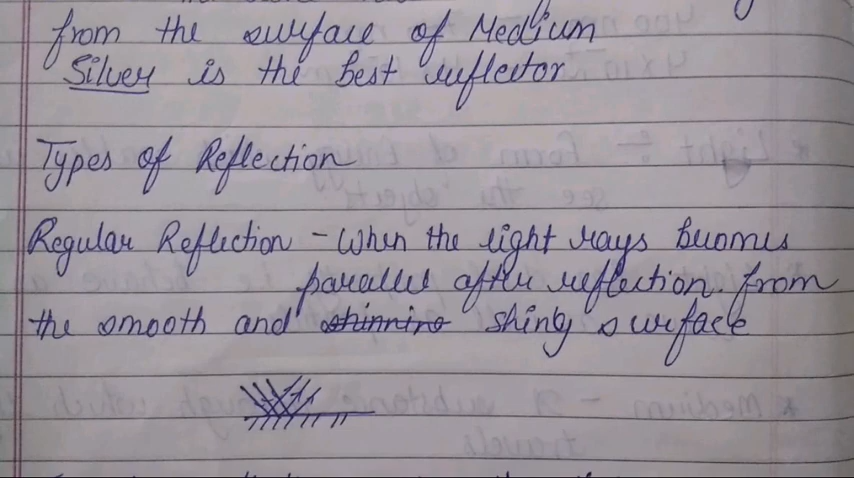 from the surface of Medium
Silver is the best reflector
Types of Reflection
Regular Reflection - when the light rays becomes
parallel after reflection. from
the smooth and shinning shiny surface